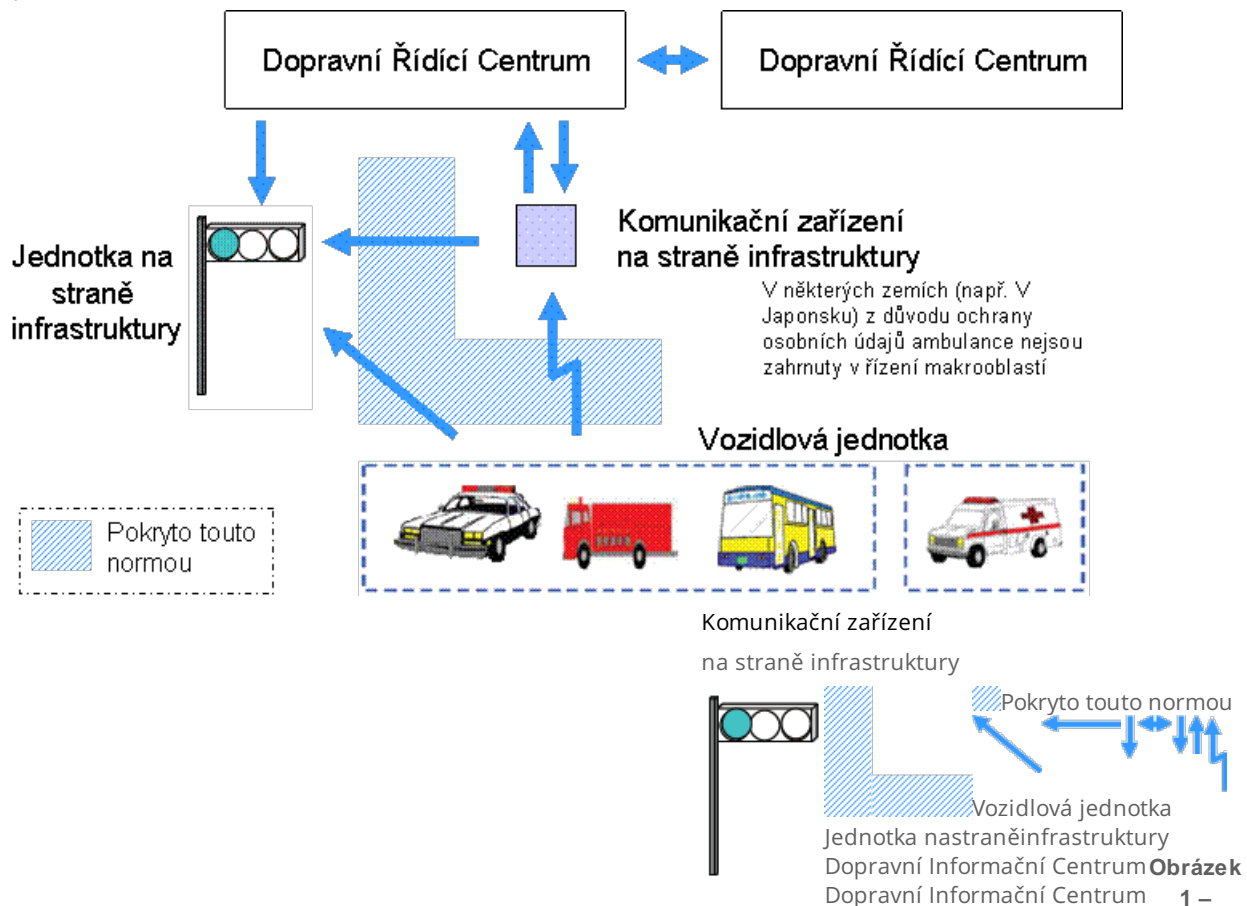 Dopravní Řídící Centrum
Dopravní Řídící Centrum
Komunikační zařízení
na straně infrastruktury
Jednotka na
straně
infrastruktury
V některých zemích (např. V
Japonsku) z důvodu ochrany
osobních údajů ambulance nejsou
zahrnuty v řízení makrooblastí
Vozidlová jednotka
Pokryto touto
normou
Komunikační zařízení
na straně infrastruktury
Pokryto touto normou
Vozidlová jednotka
Jednotka nastraněinfrastruktury
Dopravní Informační Centrum Obrázek
Dopravní Informační Centrum 1 –